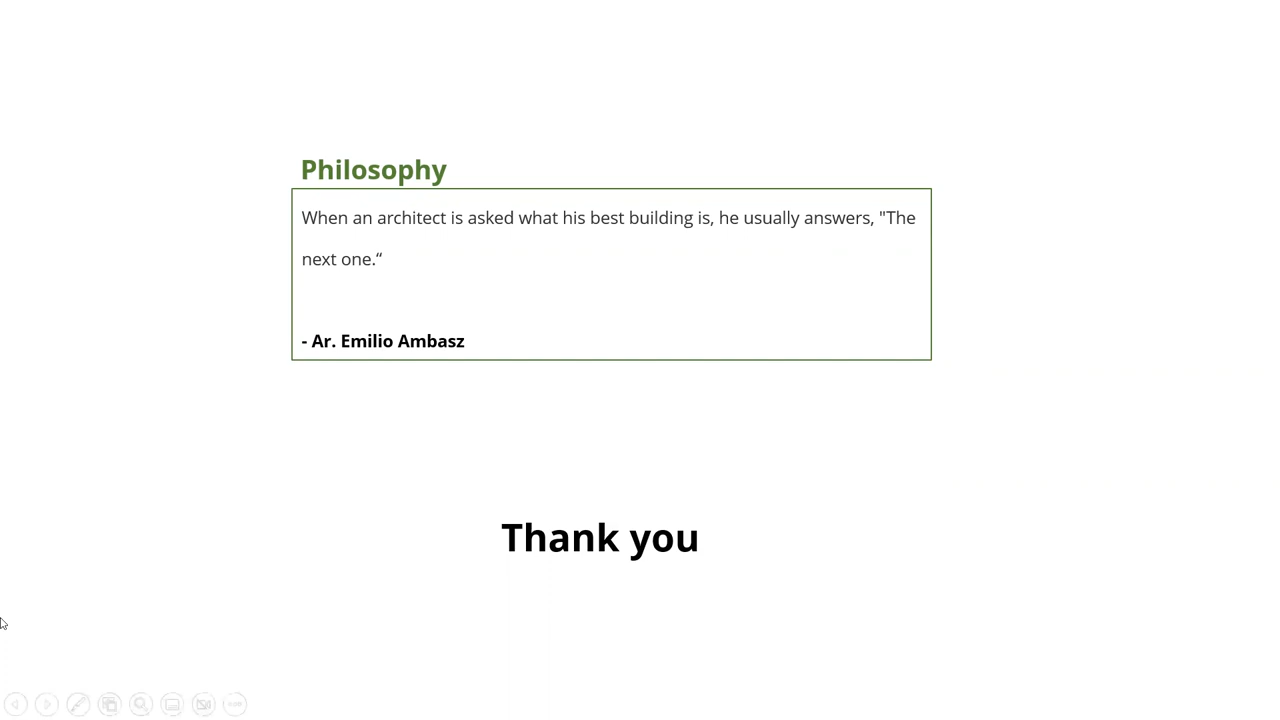 Philosophy
When an architect is asked what his best building is, he usually answers, "The
next one.“
- Ar. Emilio Ambasz
Thank you